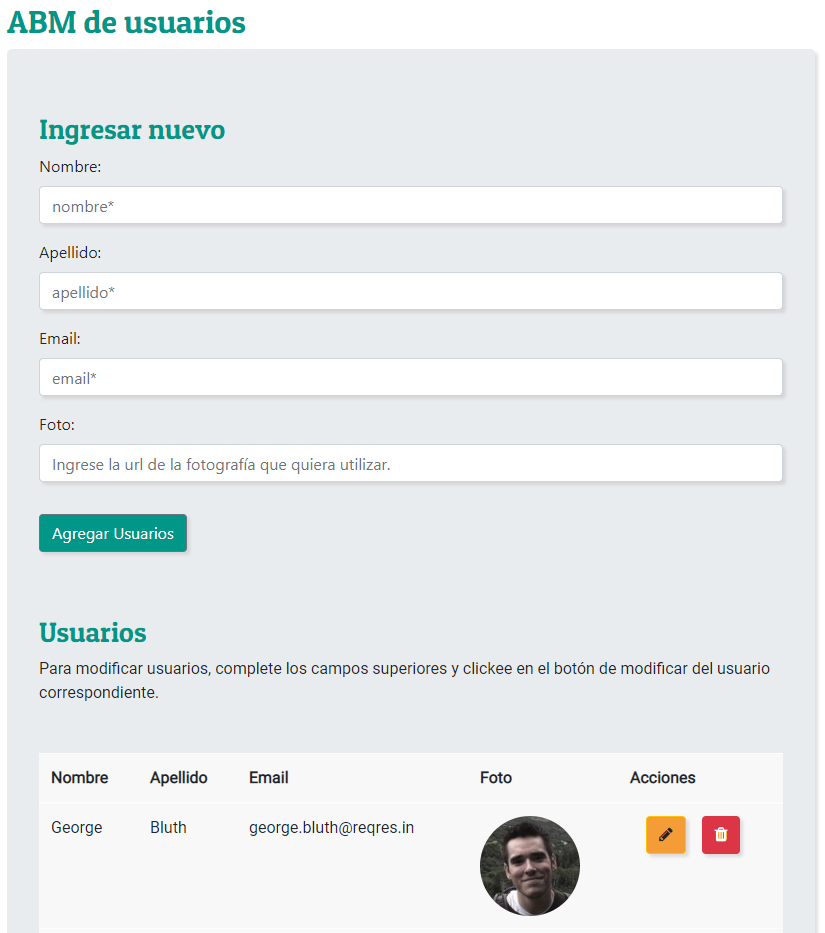 ABM de usuarios
Ingresar nuevo
Nombre:
nombre*
Apellido:
apellido*
Email:
email*
Foto:
Ingrese la url de la fotografía que quiera utilizar.
Agregar Usuarios
Usuarios
Para modificar usuarios, complete los campos superiores y clickee en el botón de modificar del usuario
correspondiente.
Nombre Apellido Email Foto Acciones
George Bluth george.bluth@reqres.in